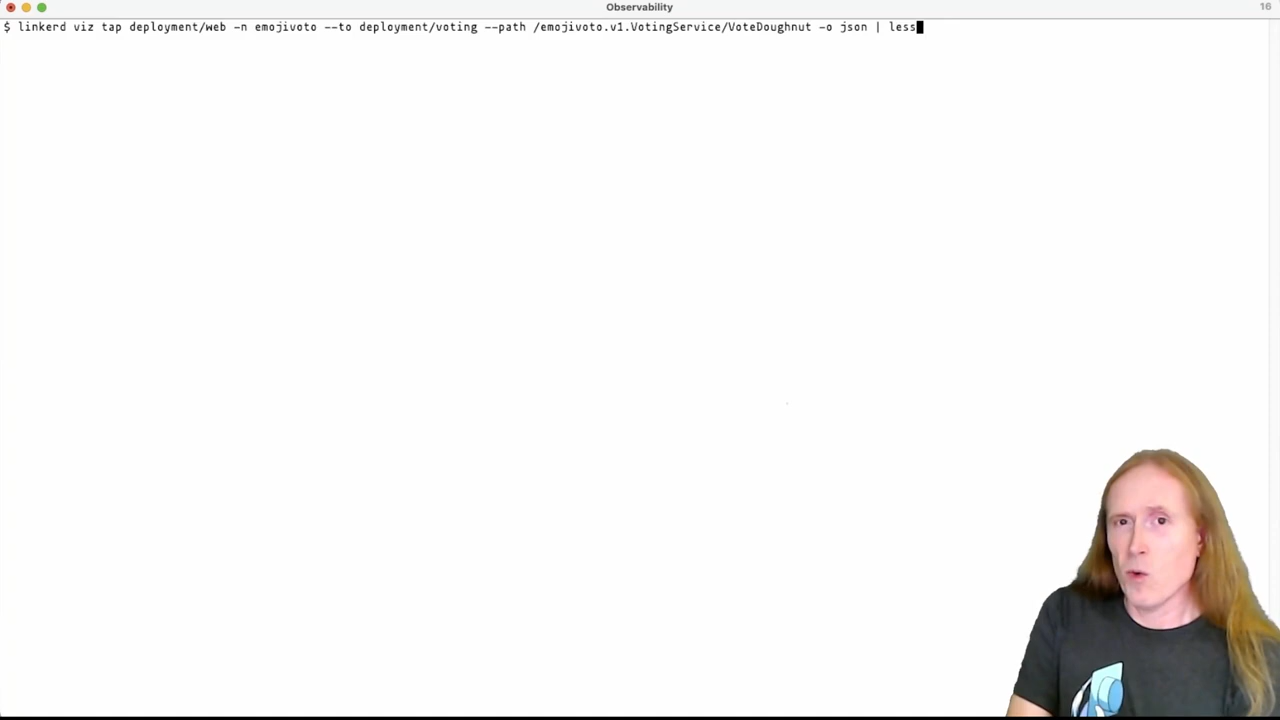 Observability
16
$ linkerd viz tap deployment/web -n emojivoto --to deployment/voting --path /emojivoto.v1.VotingService/VoteDoughnut -o json | less